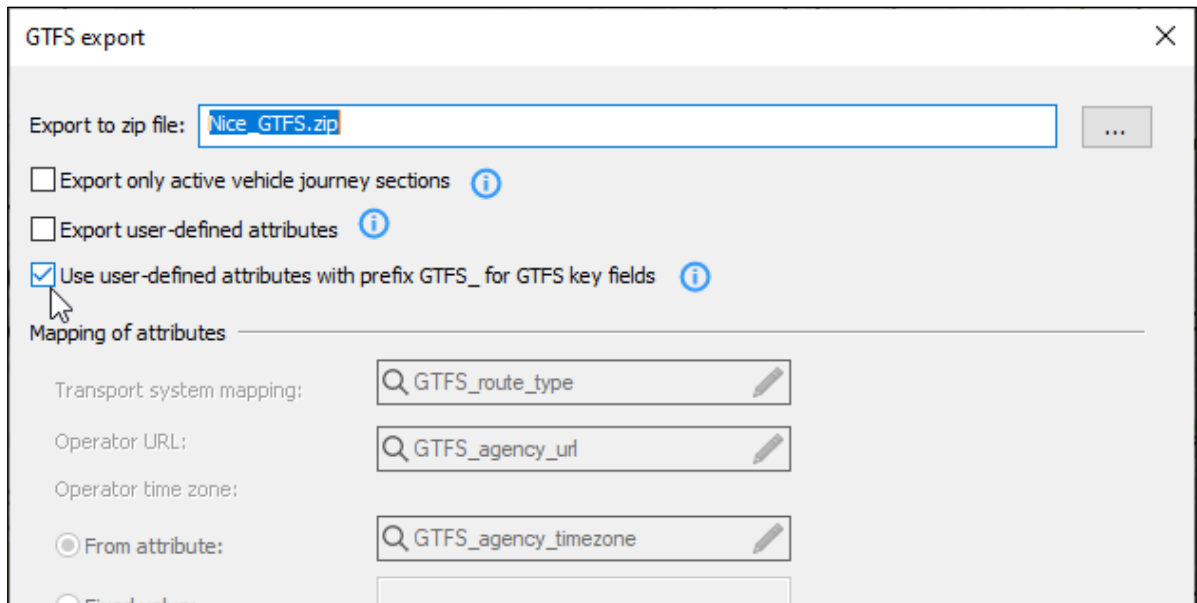 GTFS export
Export to zip file: Nice_GTFS.zip ...
Export only active vehicle journey sections
Export user-defined attributes
Use user-defined attributes with prefix GTFS_ for GTFS key fields
Mapping of attributes
Transport system mapping: GTFS_route_type
Operator URL: GTFS_agency_url
Operator time zone:
From attribute: GTFS_agency_timezone